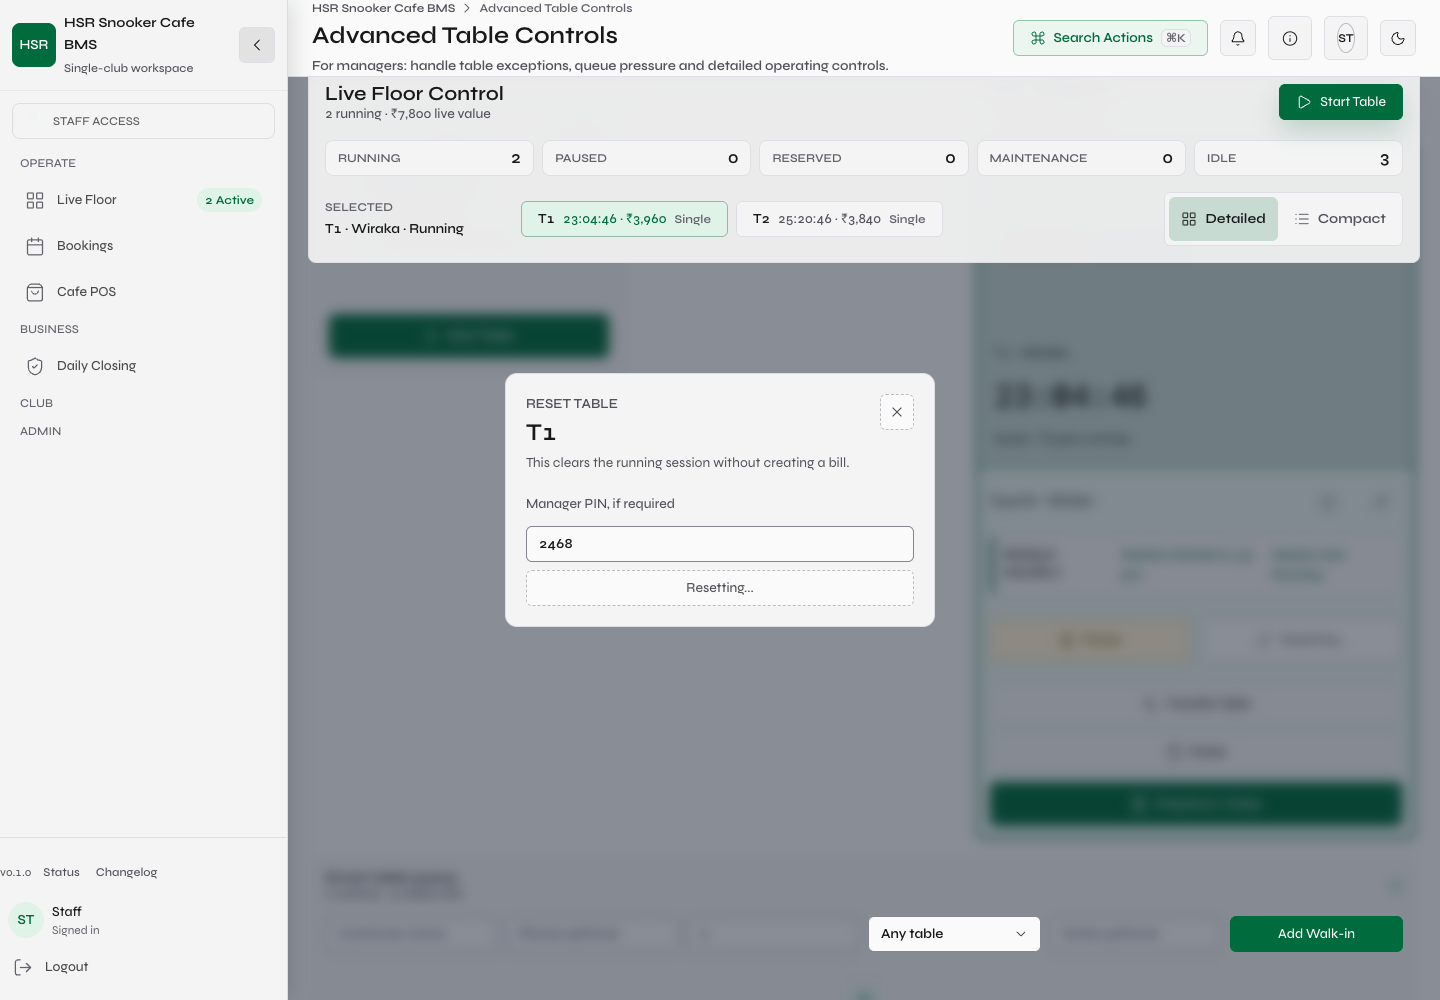 HSR
HSR Snooker Cafe
BMS
Single-club workspace
STAFF ACCESS
OPERATE
Live Floor
2 Active
Bookings
Cafe POS
BUSINESS
Daily Closing
CLUB
ADMIN
v0.1.0
Status
Changelog
ST
Staff
Signed in
Logout
HSR Snooker Cafe BMS
Advanced Table Controls
Advanced Table Controls
For managers: handle table exceptions, queue pressure and detailed operating controls.
Search Actions
⌘K
ST
Live Floor Control
2 running · ₹7,800 live value
Start Table
RUNNING 2
PAUSED 0
RESERVED 0
MAINTENANCE 0
IDLE 3
SELECTED
T1 · Wiraka · Running
T1 23:04:46 · ₹3,960 Single
T2 25:20:46 · ₹3,840 Single
Detailed
Compact
23:04:46
RESET TABLE
T1
This clears the running session without creating a bill.
Manager PIN, if required
2468
Resetting...
Any table
Add Walk-in